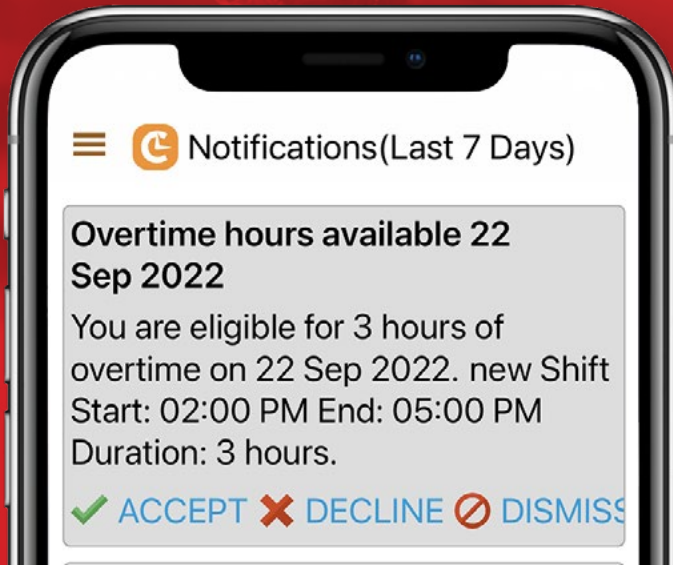 Notifications(Last 7 Days)
Overtime hours available 22
Sep 2022
You are eligible for 3 hours of
overtime on 22 Sep 2022. new Shift
Start: 02:00 PM End: 05:00 PM
Duration: 3 hours.
ACCEPT DECLINE DISMISS